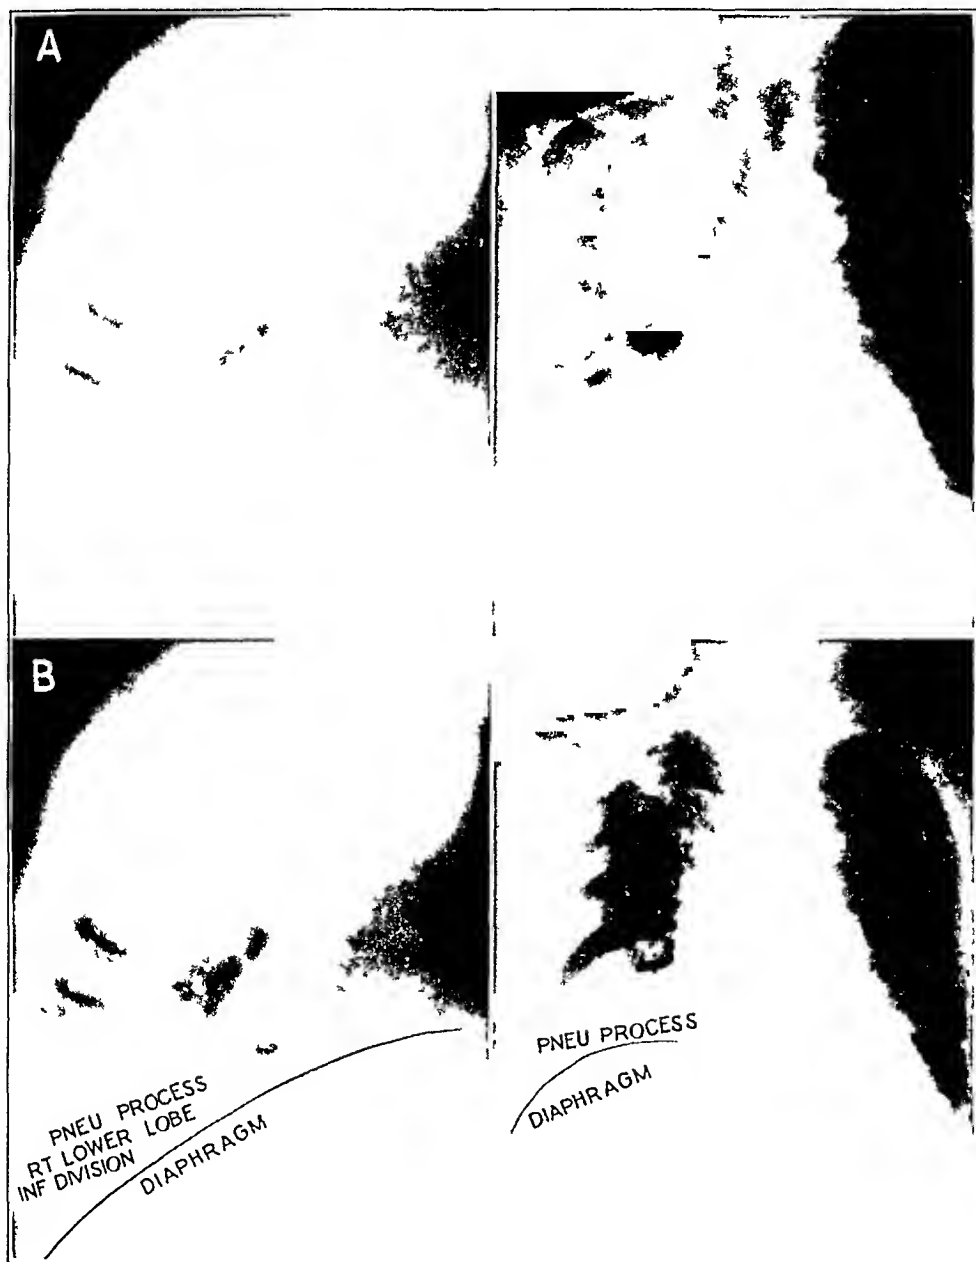 A
B
PNEU PROCESS
RT LOWER LOBE
INF DIVISION
DIAPHRAGM
PNEU PROCESS
DIAPHRAGM